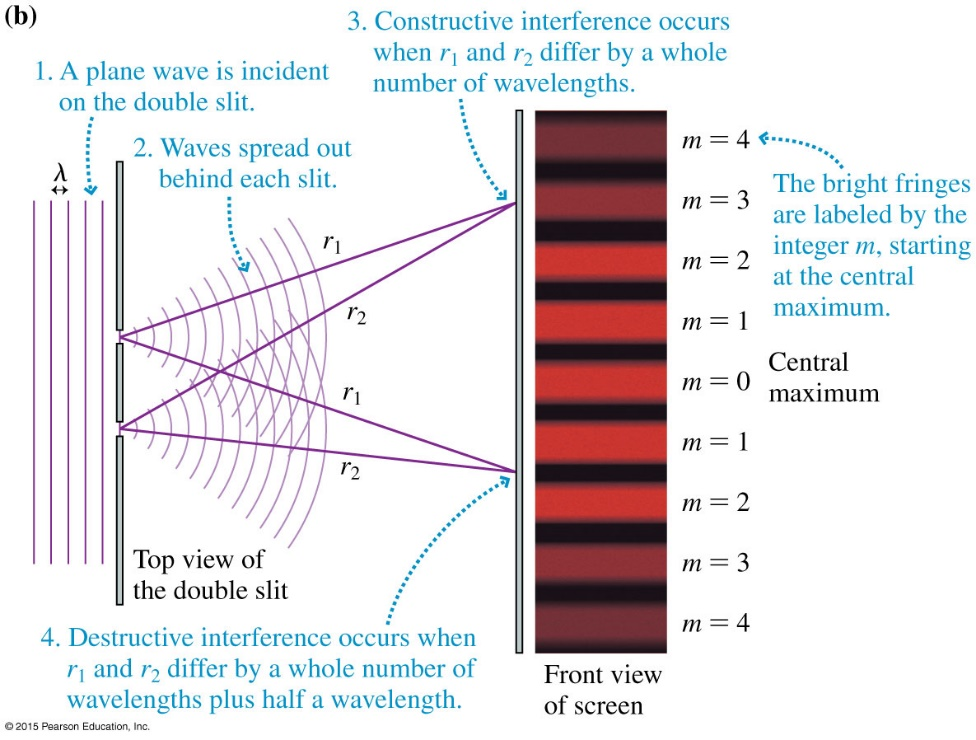 (b)
3. Constructive interference occurs
when r₁ and r₂ differ by a whole
number of wavelengths.
1. A plane wave is incident
on the double slit.
2. Waves spread out
behind each slit.
λ
r₁
r₂
r₁
r₂
m = 4
m = 3
m = 2
m = 1
m = 0
m = 1
m = 2
m = 3
m = 4
The bright fringes
are labeled by the
integer m, starting
at the central
maximum.
Central
maximum
Top view of
the double slit
4. Destructive interference occurs when
r₁ and r₂ differ by a whole number of
wavelengths plus half a wavelength.
Front view
of screen
© 2015 Pearson Education, Inc.